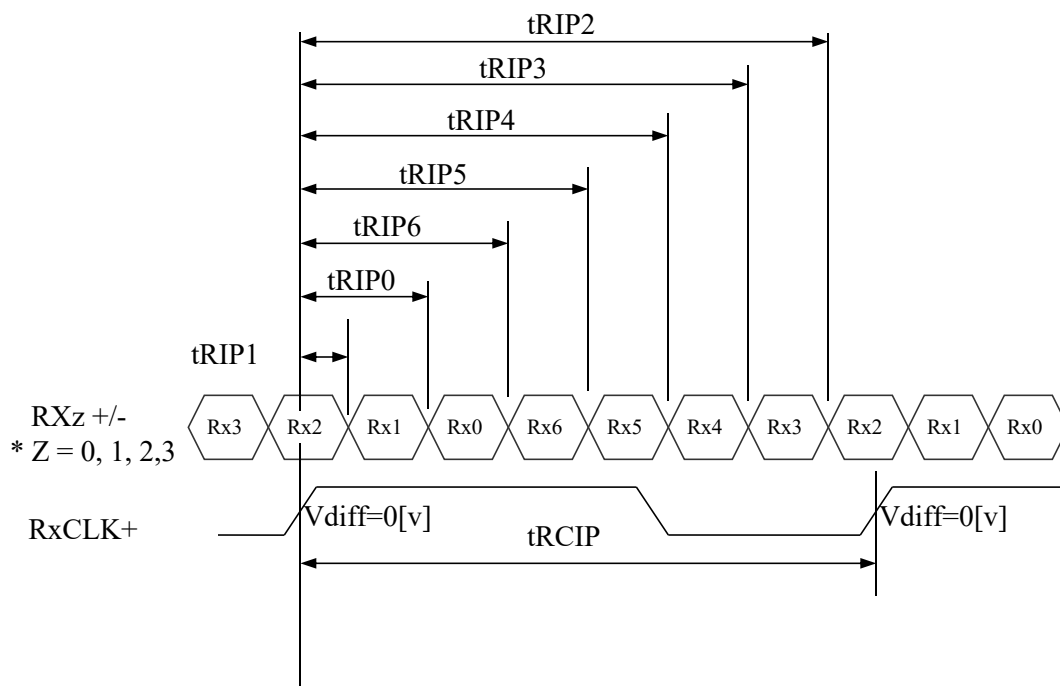 tRIP2
tRIP3
tRIP4
tRIP5
tRIP6
tRIP0
tRIP1
RXz +/-
* Z = 0, 1, 2,3
Rx3 Rx2 Rx1 Rx0 Rx6 Rx5 Rx4 Rx3 Rx2 Rx1 Rx0
RxCLK+ Vdiff=0[v] Vdiff=0[v]
tRCIP